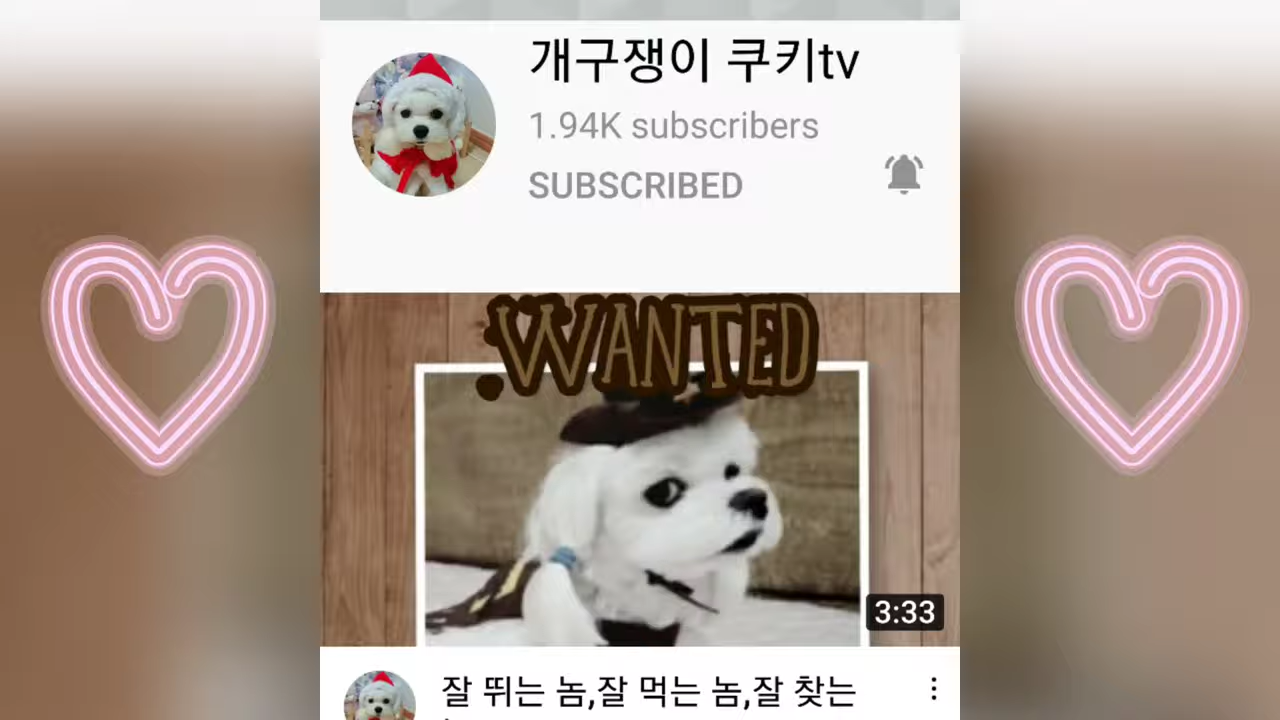 개구쟁이 쿠키tv
1.94K subscribers
SUBSCRIBED
WANTED
3:33
잘 뛰는 놈,잘 먹는 놈,잘 찾는